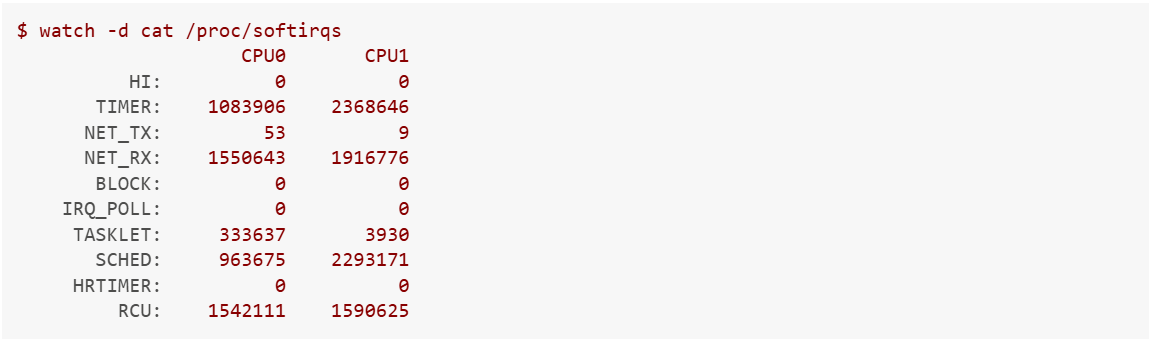 $ watch -d cat /proc/softirqs
CPU0 CPU1
HI: 0 0
TIMER: 1083906 2368646
NET_TX: 53 9
NET_RX: 1550643 1916776
BLOCK: 0 0
IRQ_POLL: 0 0
TASKLET: 333637 3930
SCHED: 963675 2293171
HRTIMER: 0 0
RCU: 1542111 1590625